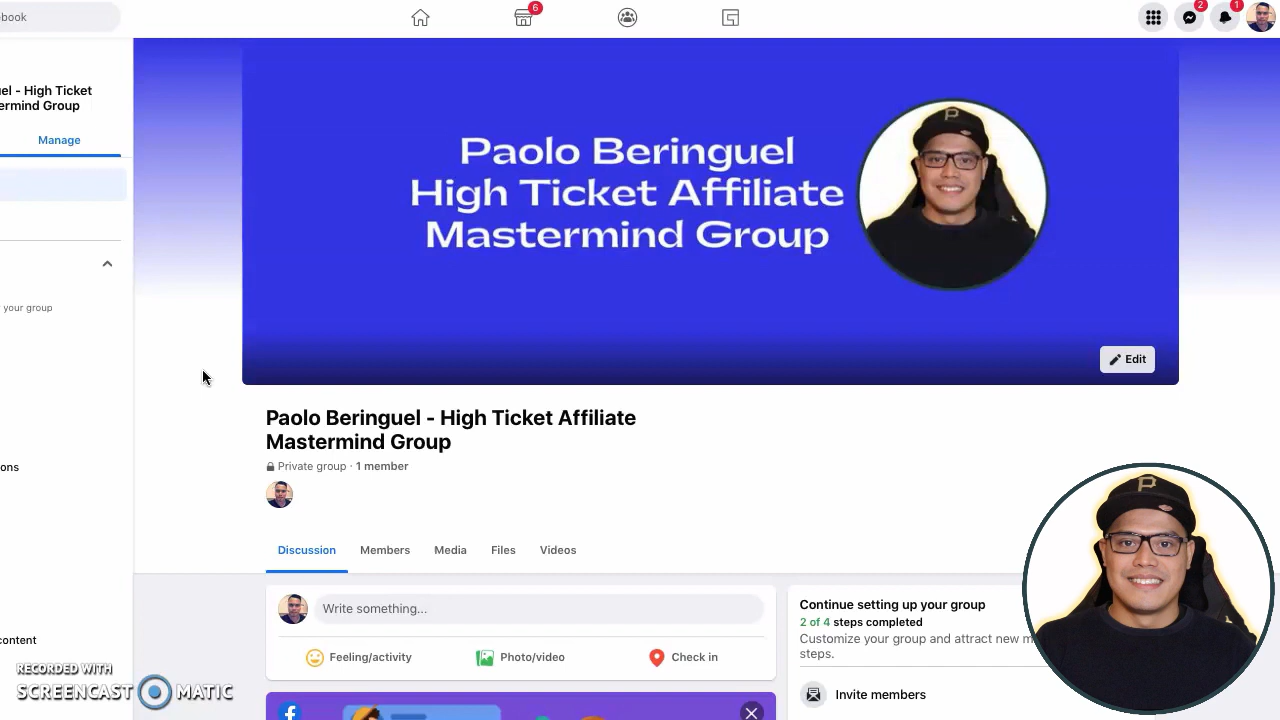 book
6
2
1
el - High Ticket
ermind Group
Manage
your group
ons
content
Paolo Beringuel
High Ticket Affiliate
Mastermind Group
P
Edit
Paolo Beringuel - High Ticket Affiliate
Mastermind Group
Private group · 1 member
Discussion
Members
Media
Files
Videos
Write something...
Feeling/activity
Photo/video
Check in
Continue setting up your group
2 of 4 steps completed
Customize your group and attract new m
steps.
Invite members
P
RECORDED WITH
SCREENCAST MATIC